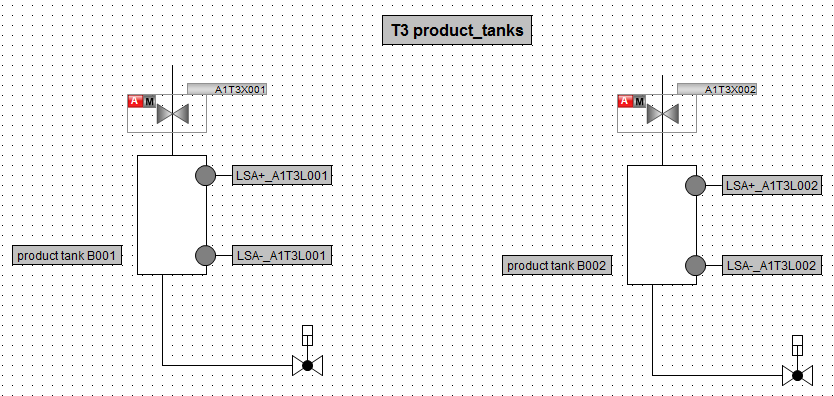 T3 product_tanks
A1T3X001
A M
LSA+_A1T3L001
product tank B001
LSA-_A1T3L001
A1T3X002
A M
LSA+_A1T3L002
product tank B002
LSA-_A1T3L002